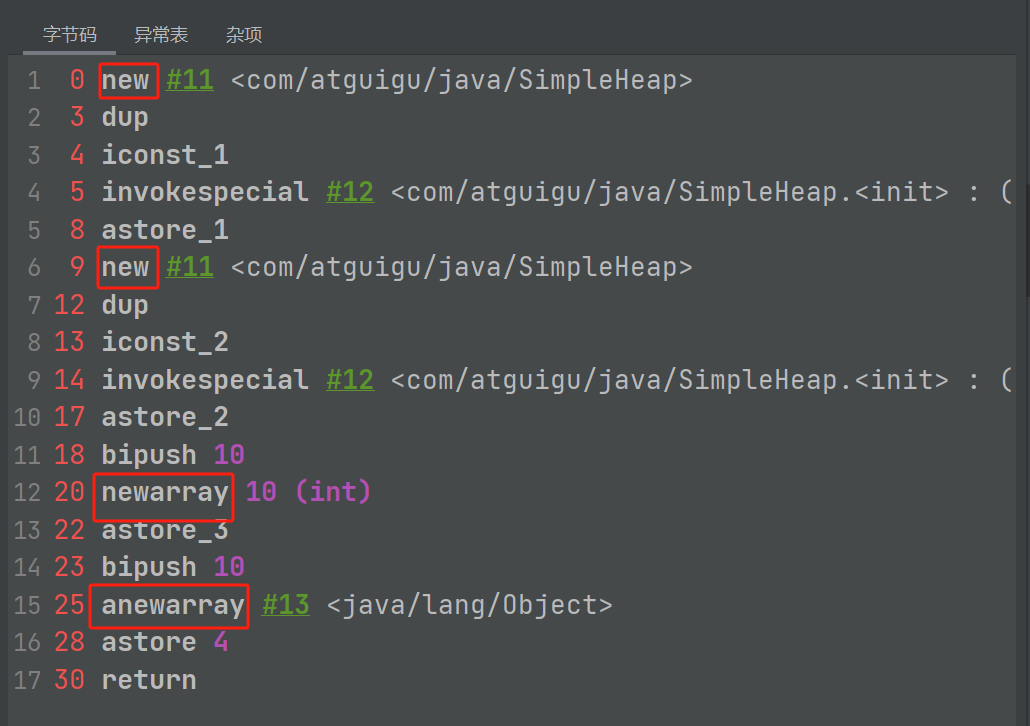 字节码 异常表 杂项
1 0 new #11 <com/atguigu/java/SimpleHeap>
2 3 dup
3 4 iconst_1
4 5 invokespecial #12 <com/atguigu/java/SimpleHeap.<init> : (
5 8 astore_1
6 9 new #11 <com/atguigu/java/SimpleHeap>
7 12 dup
8 13 iconst_2
9 14 invokespecial #12 <com/atguigu/java/SimpleHeap.<init> : (
10 17 astore_2
11 18 bipush 10
12 20 newarray 10 (int)
13 22 astore_3
14 23 bipush 10
15 25 anewarray #13 <java/lang/Object>
16 28 astore 4
17 30 return